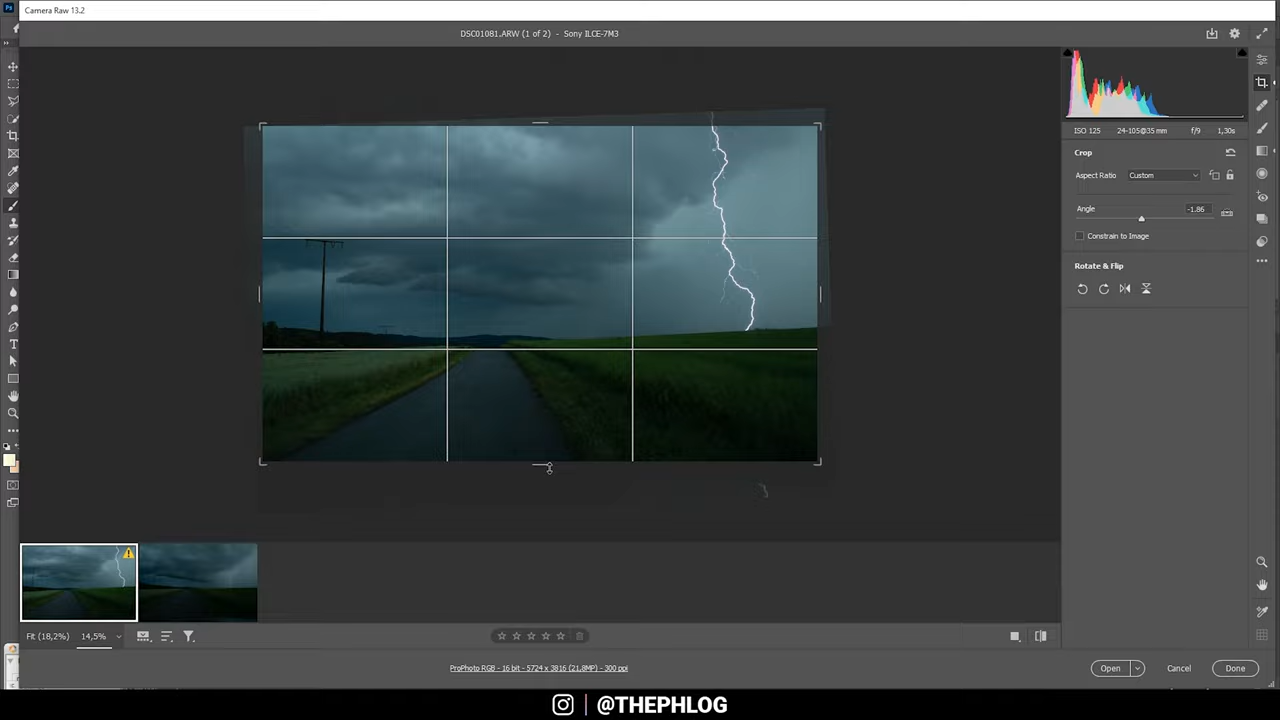 Camera Raw 13.2
DSC01081.ARW (1 of 2) - Sony ILCE-7M3
ISO 125 24-105@35 mm f/9 1,30s
Crop
Aspect Ratio Custom
Angle -1.86
Constrain to Image
Rotate & Flip
Fit (18,2%) 14,5%
ProPhoto RGB - 16 bit - 5724 x 3816 (21,8MP) - 300 ppi
Open Cancel Done
@THEPHLOG